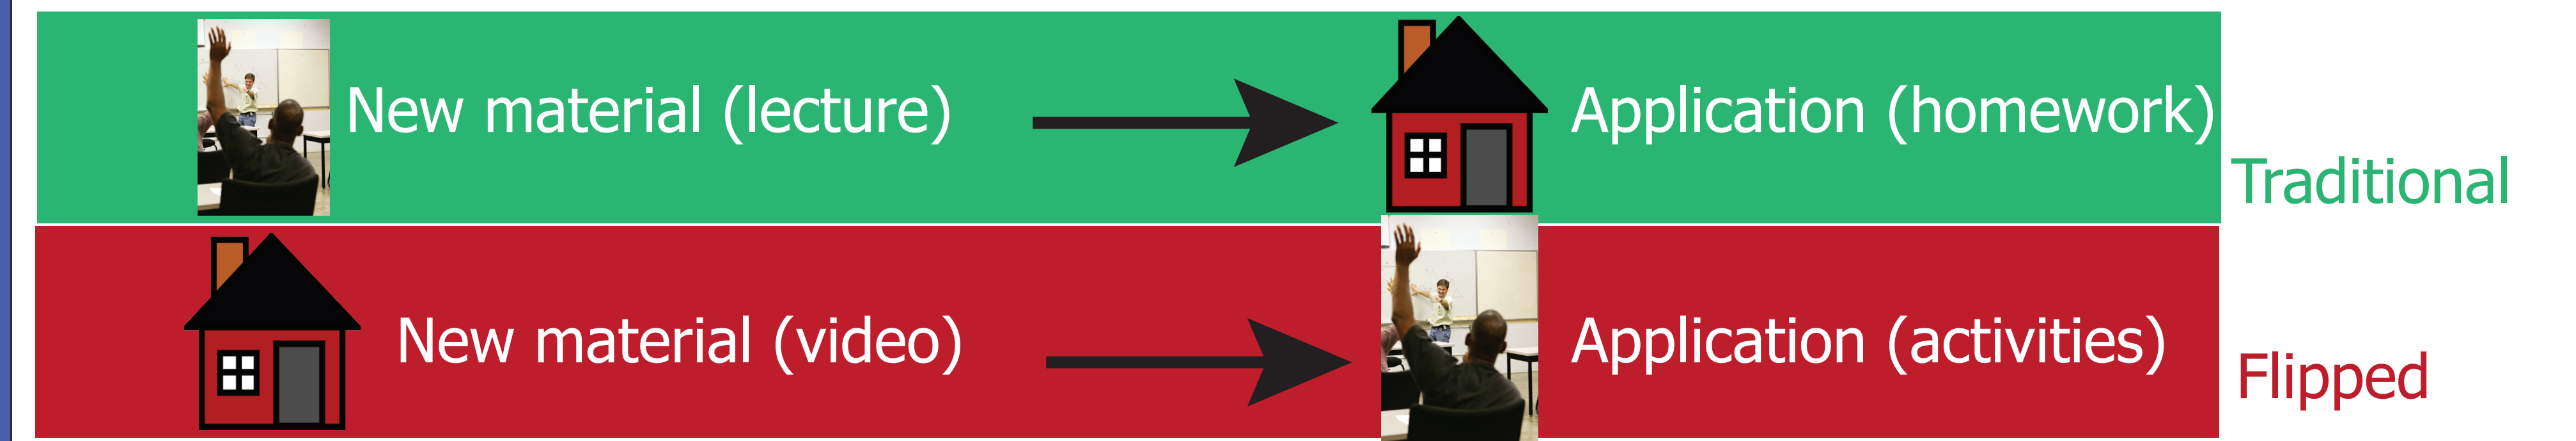 New material (lecture)
Application (homework)
Traditional
New material (video)
Application (activities)
Flipped